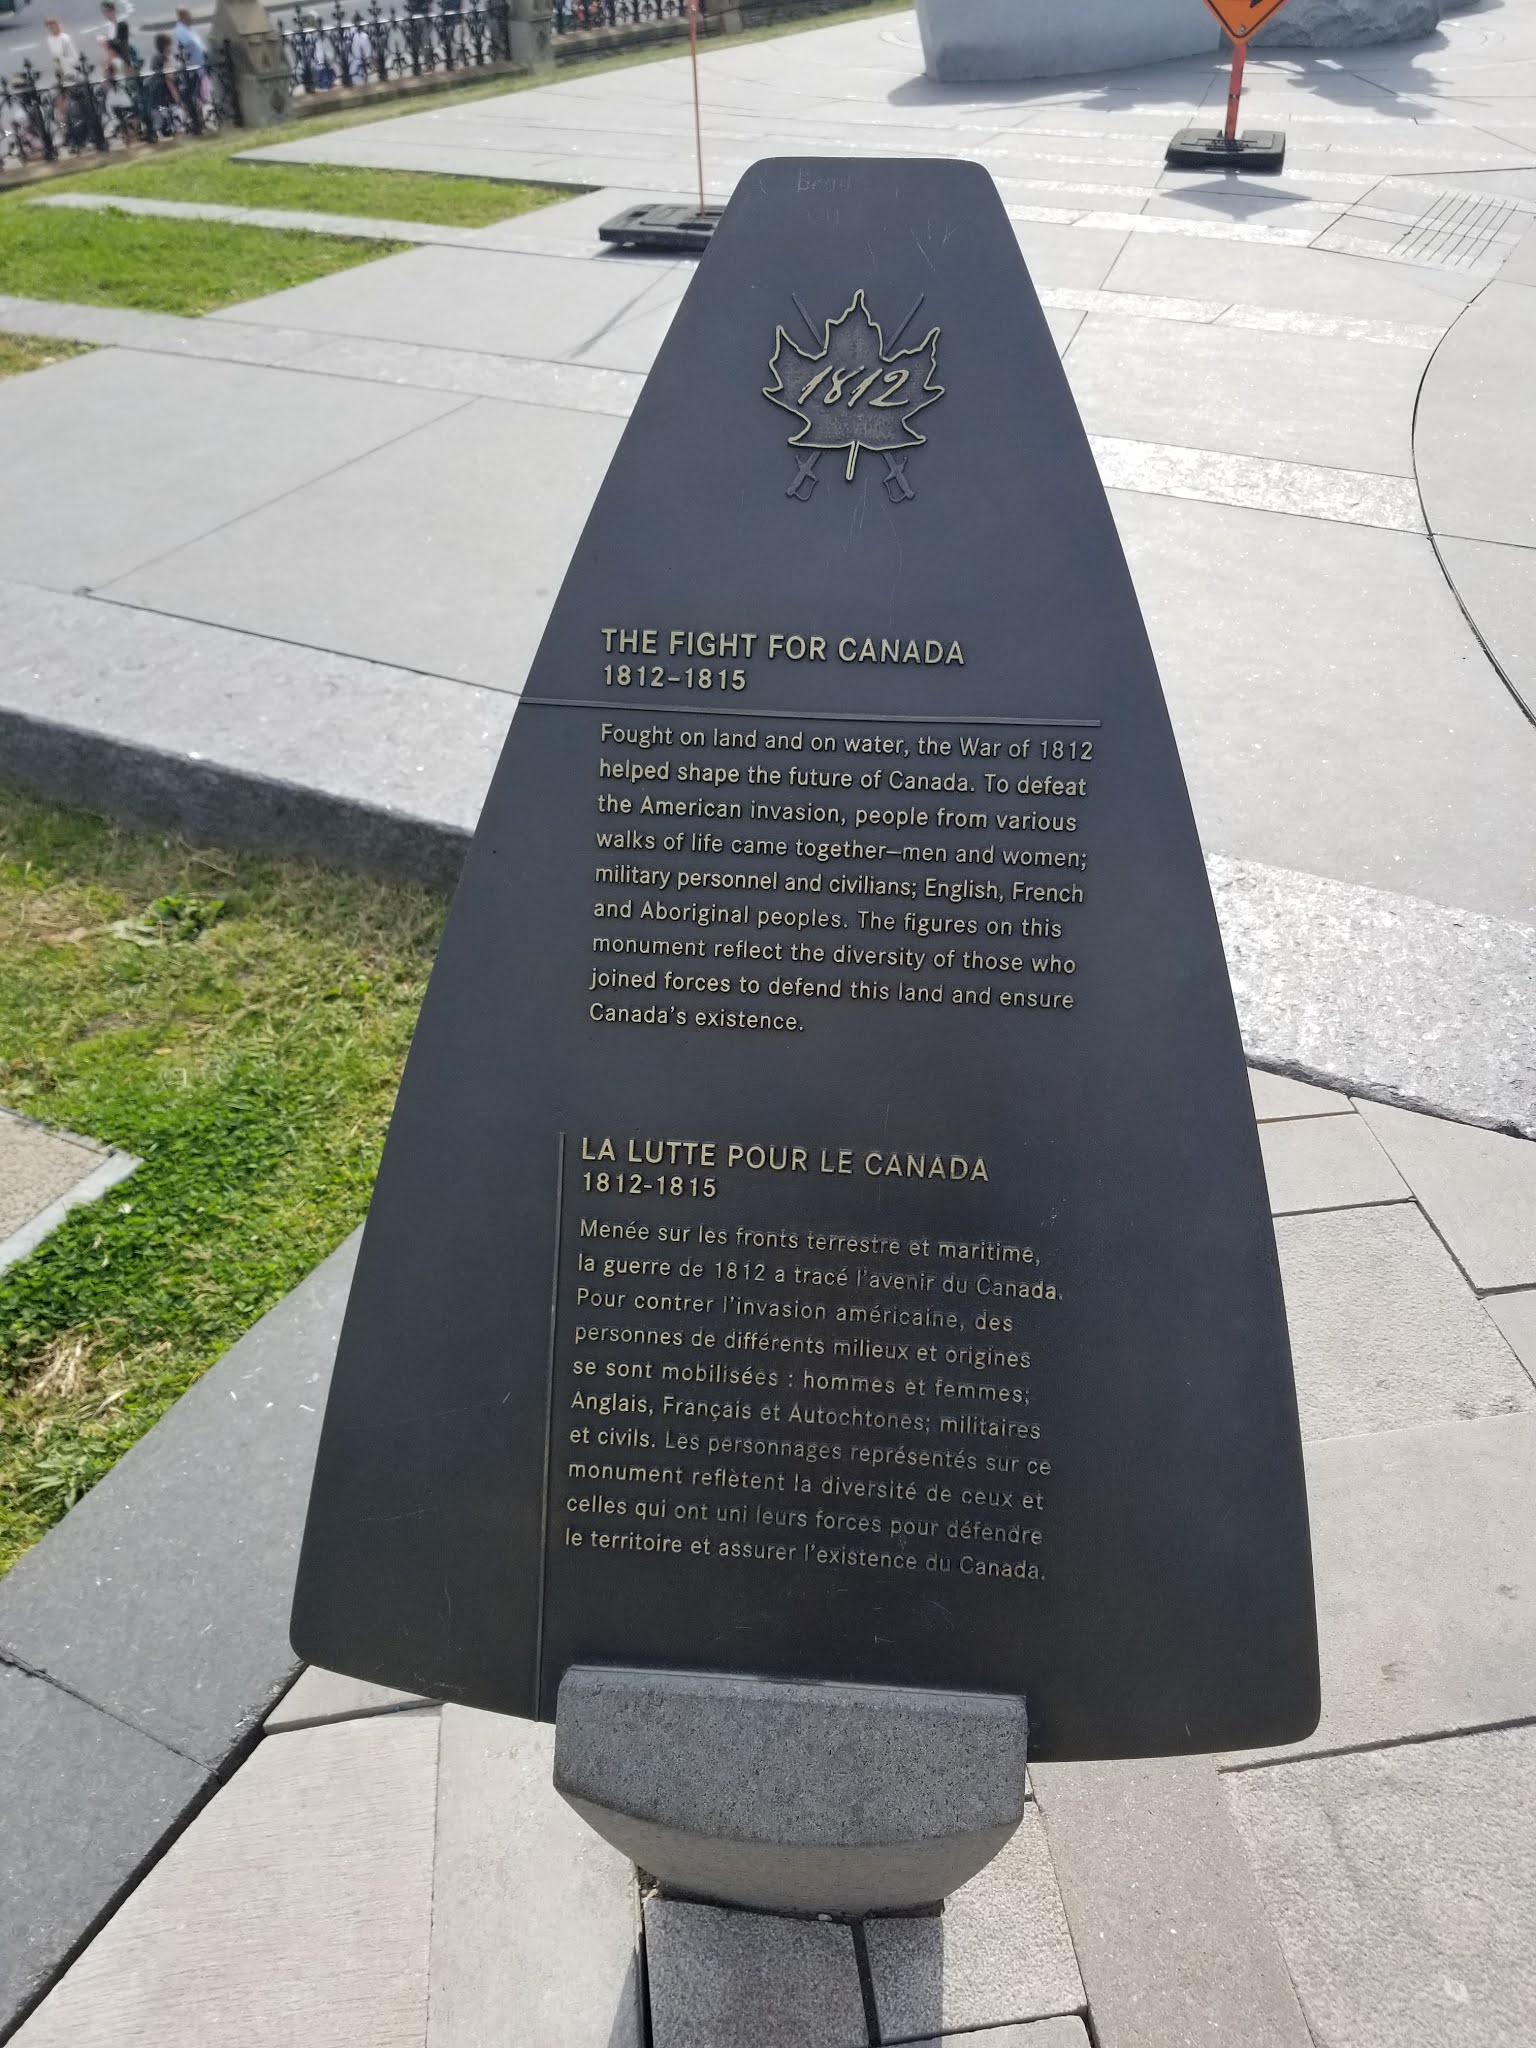 1812
THE FIGHT FOR CANADA
1812–1815
Fought on land and on water, the War of 1812
helped shape the future of Canada. To defeat
the American invasion, people from various
walks of life came together—men and women;
military personnel and civilians; English, French
and Aboriginal peoples. The figures on this
monument reflect the diversity of those who
joined forces to defend this land and ensure
Canada's existence.
LA LUTTE POUR LE CANADA
1812-1815
Menée sur les fronts terrestre et maritime,
la guerre de 1812 a tracé l'avenir du Canada.
Pour contrer l'invasion américaine, des
personnes de différents milieux et origines
se sont mobilisées : hommes et femmes;
Anglais, Français et Autochtones; militaires
et civils. Les personnages représentés sur ce
monument reflètent la diversité de ceux et
celles qui ont uni leurs forces pour défendre
le territoire et assurer l'existence du Canada.